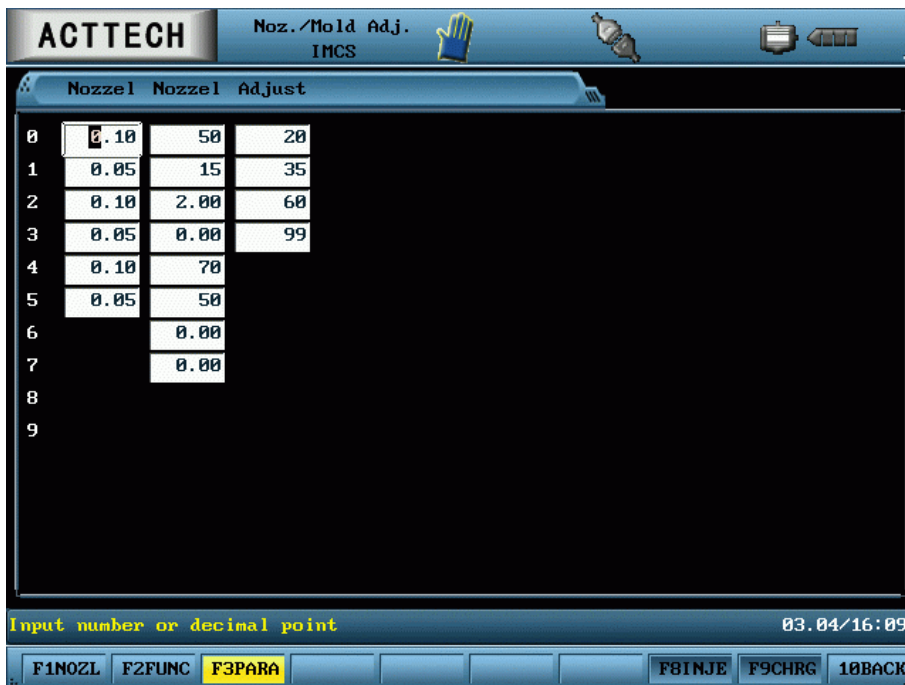 ACTTECH
Noz./Mold Adj.
IMCS
Nozzel Nozzel Adjust
0 0.10 50 20
1 0.05 15 35
2 0.10 2.00 60
3 0.05 0.00 99
4 0.10 70
5 0.05 50
6 0.00
7 0.00
8
9
Input number or decimal point 03.04/16:09
F1NOZL F2FUNC F3PARA F8INJE F9CHRG 10BACK